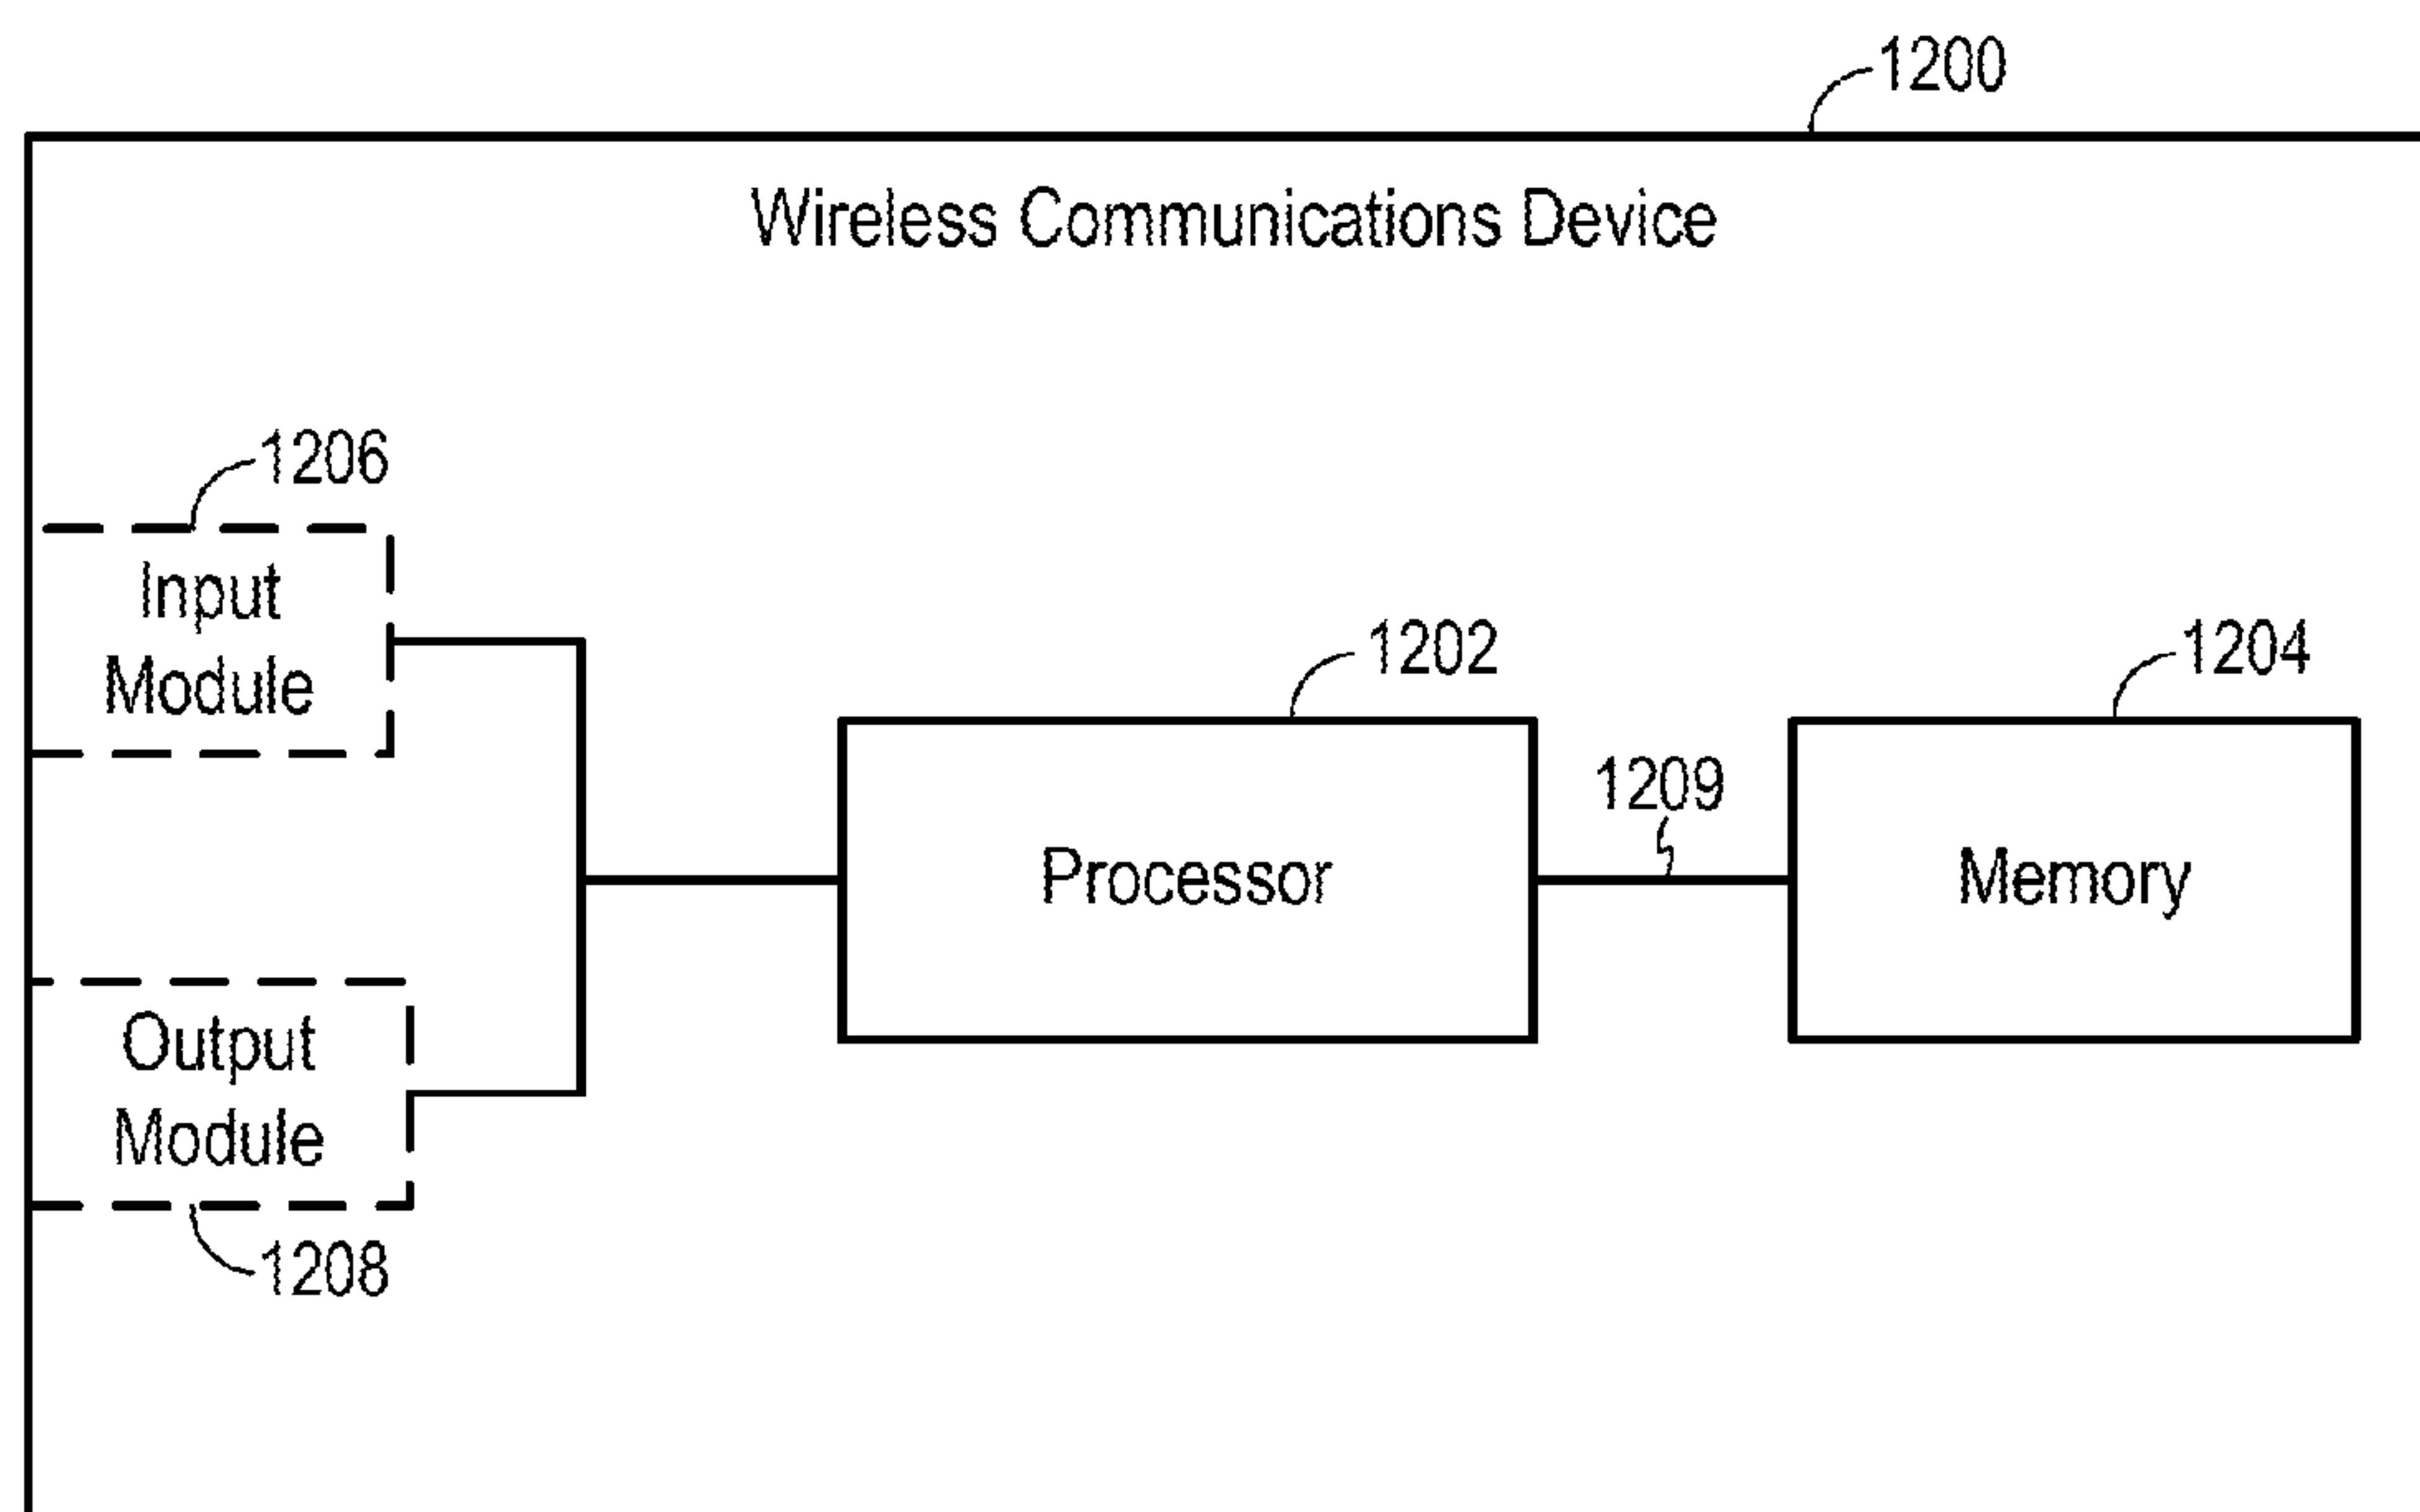 1200
Wireless Communications Device
1206
Input
Module
1202
1204
1209
Processor
Memory
Output
Module
1208